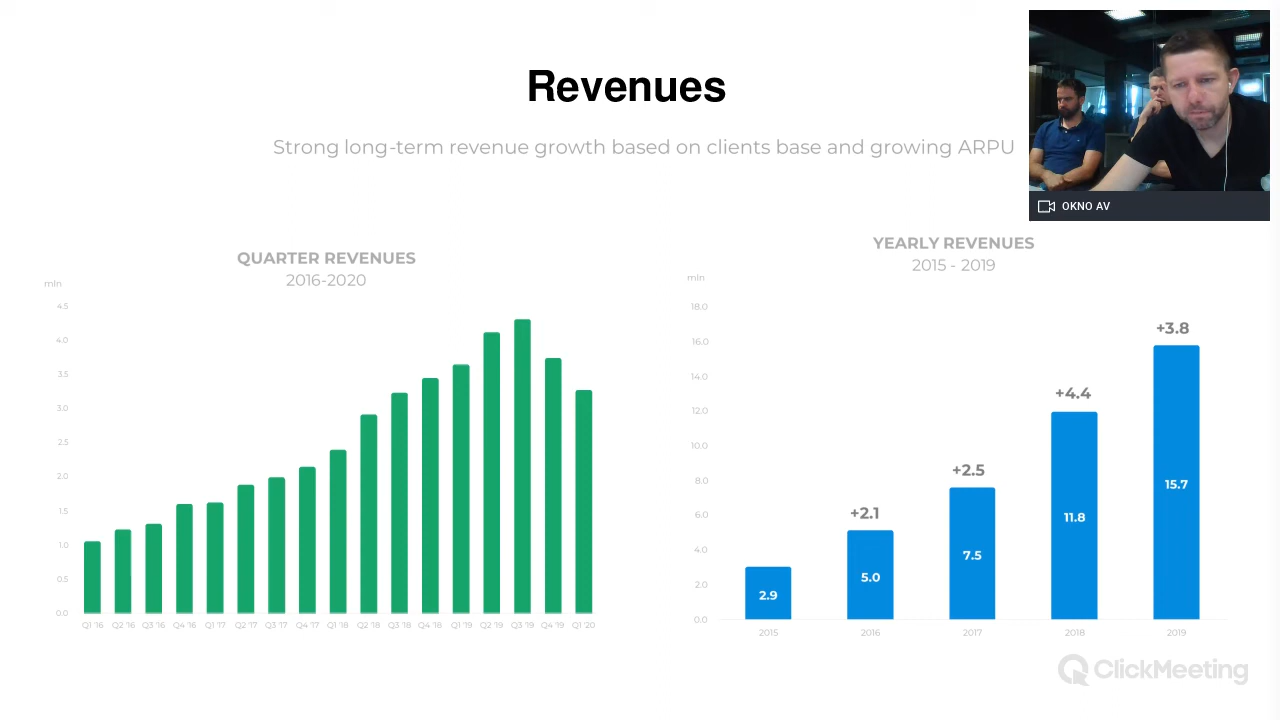 Revenues
Strong long-term revenue growth based on clients base and growing ARPU
OKNO AV
QUARTER REVENUES
2016-2020
mln
4.5
4.0
3.5
3.0
2.5
2.0
1.5
1.0
0.5
0.0
Q1 '16 Q2 '16 Q3 '16 Q4 '16 Q1 '17 Q2 '17 Q3 '17 Q4 '17 Q1 '18 Q2 '18 Q3 '18 Q4 '18 Q1 '19 Q2 '19 Q3 '19 Q4 '19 Q1 '20
YEARLY REVENUES
2015 - 2019
mln
18.0
16.0
14.0
12.0
10.0
8.0
6.0
4.0
2.0
0.0
+2.1
+2.5
+4.4
+3.8
2.9
5.0
7.5
11.8
15.7
2015 2016 2017 2018 2019
ClickMeeting